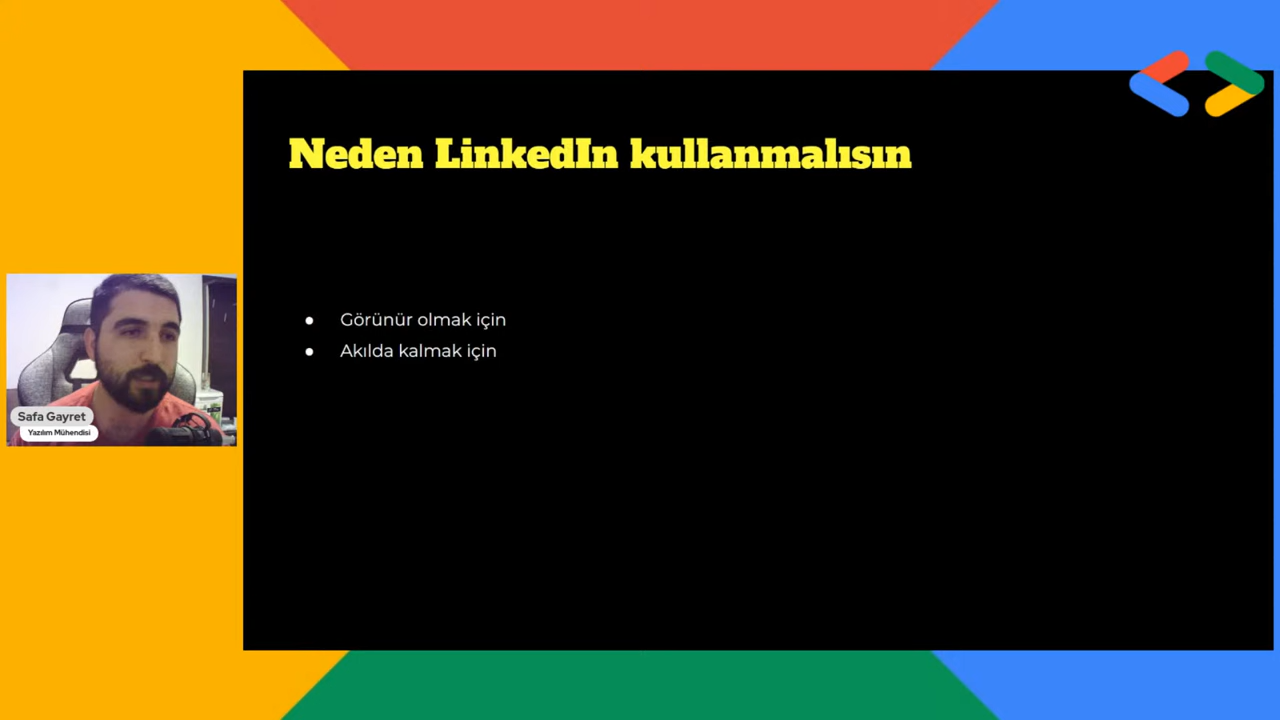 Neden LinkedIn kullanmalısın
● Görünür olmak için
● Akılda kalmak için
Safa Gayret
Yazılım Mühendisi